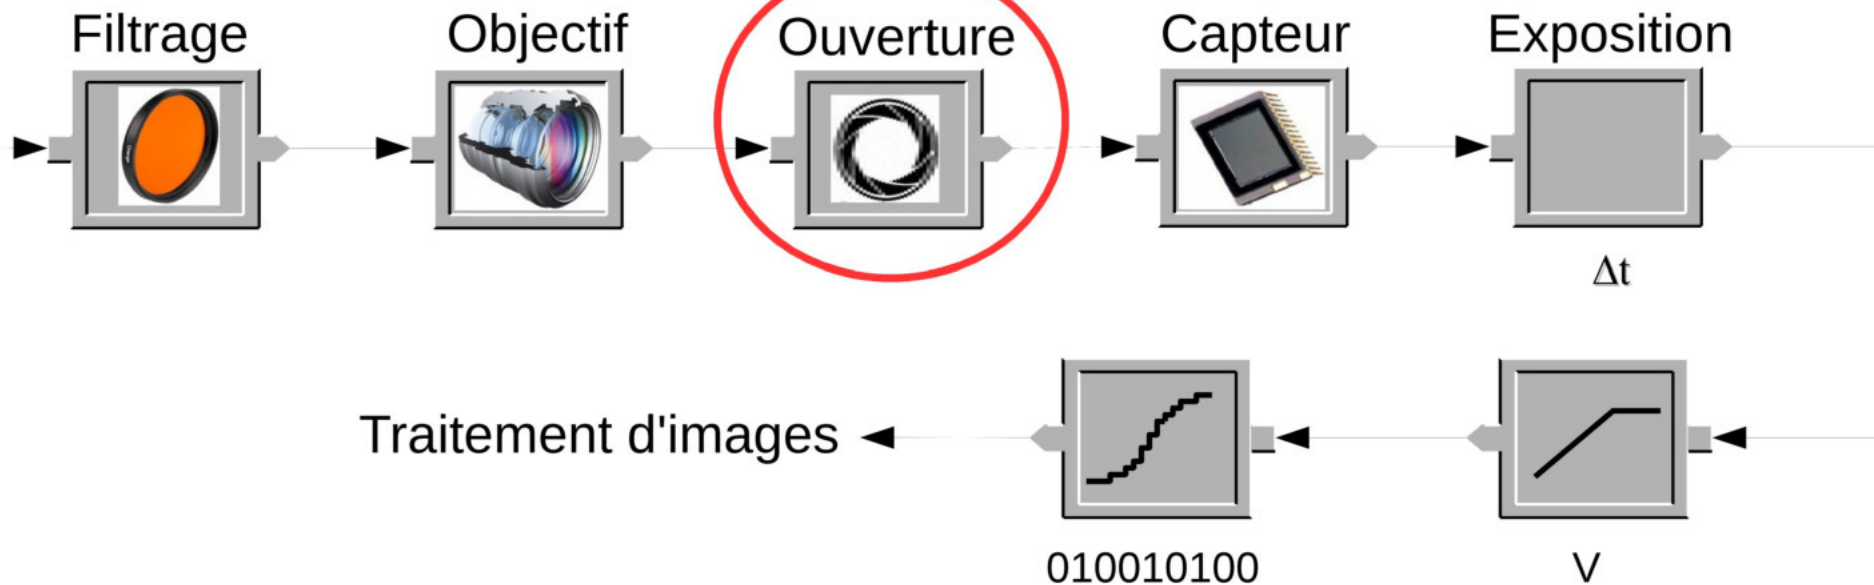 Filtrage
Objectif
Ouverture
Capteur
Exposition
Δt
Traitement d'images
010010100
V